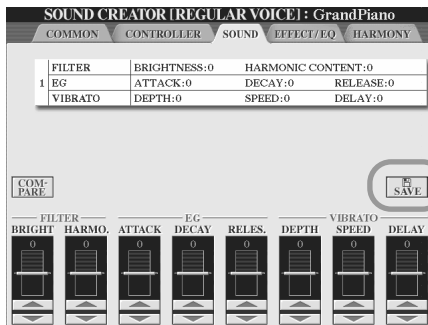 SOUND CREATOR [REGULAR VOICE] : GrandPiano
COMMON CONTROLLER SOUND EFFECT/EQ HARMONY
FILTER BRIGHTNESS:0 HARMONIC CONTENT:0
1 EG ATTACK:0 DECAY:0 RELEASE:0
VIBRATO DEPTH:0 SPEED:0 DELAY:0
COM-
PARE
SAVE
FILTER EG VIBRATO
BRIGHT HARMO. ATTACK DECAY RELES. DEPTH SPEED DELAY
0 0 0 0 0 0 0 0